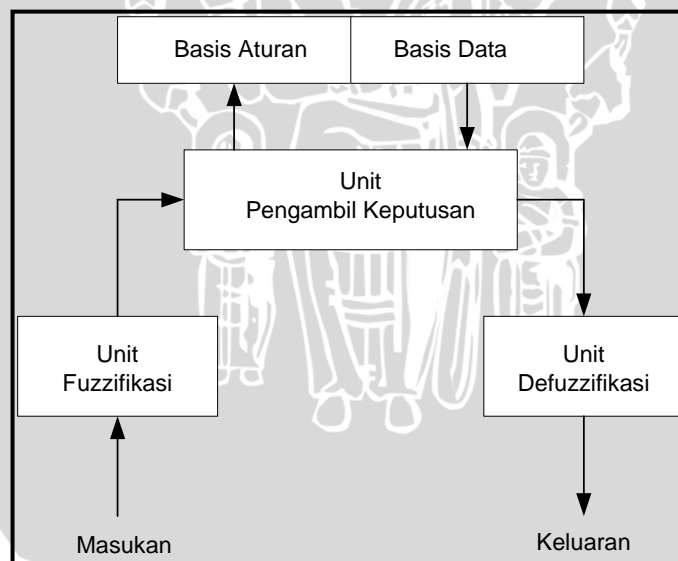 Basis Aturan
Basis Data
Unit
Pengambil Keputusan
Unit
Fuzzifikasi
Unit
Defuzzifikasi
Masukan
Keluaran